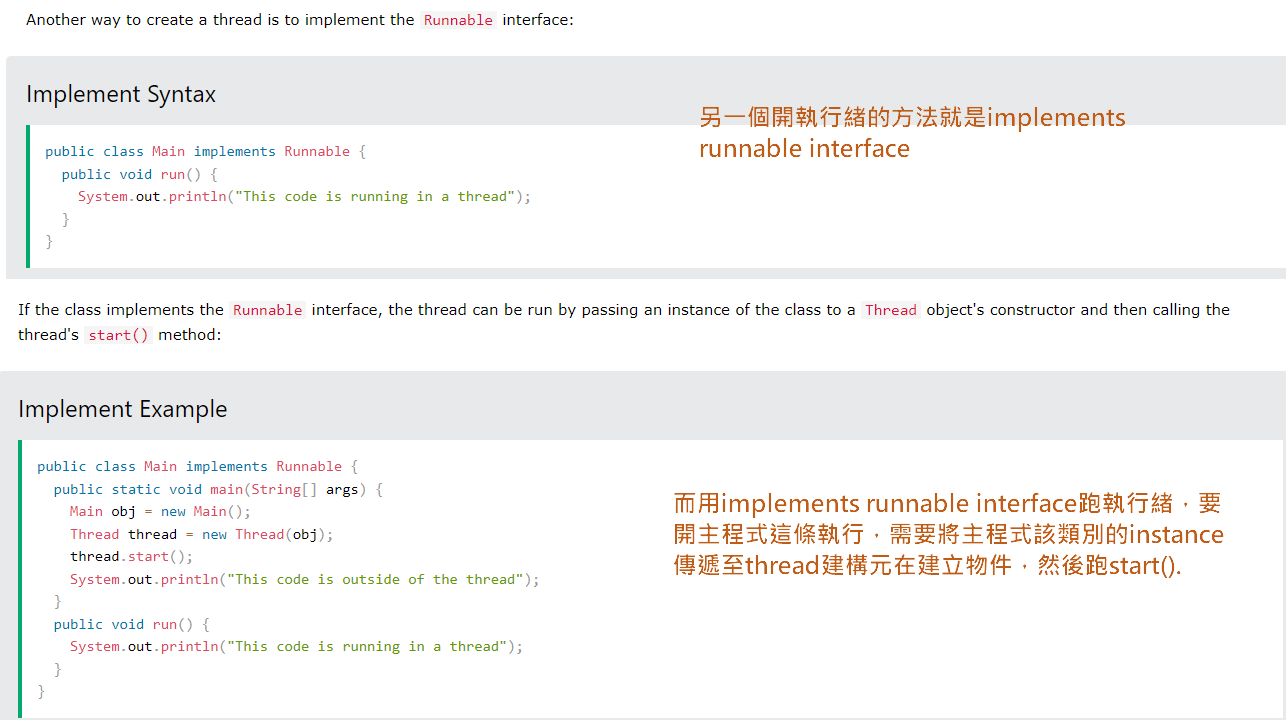 Another way to create a thread is to implement the Runnable interface:
Implement Syntax
另一個開執行緒的方法就是implements
runnable interface
public class Main implements Runnable {
  public void run() {
    System.out.println("This code is running in a thread");
  }
}
If the class implements the Runnable interface, the thread can be run by passing an instance of the class to a Thread object's constructor and then calling the
thread's start() method:
Implement Example
public class Main implements Runnable {
  public static void main(String[] args) {
    Main obj = new Main();
    Thread thread = new Thread(obj);
    thread.start();
    System.out.println("This code is outside of the thread");
  }
  public void run() {
    System.out.println("This code is running in a thread");
  }
}
而用implements runnable interface跑執行緒，要
開主程式這條執行，需要將主程式該類別的instance
傳遞至thread建構元在建立物件，然後跑start().